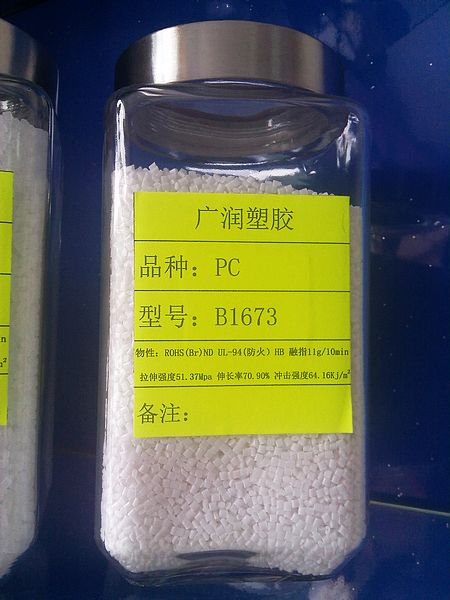 广润塑胶
品种：PC
型号：B1673
物性：ROHS(Br)ND UL-94(防火）HB 融指11g/10min
拉伸强度51.37Mpa 伸长率70.90% 冲击强度64.16Kj/m²
备注：
in
m²